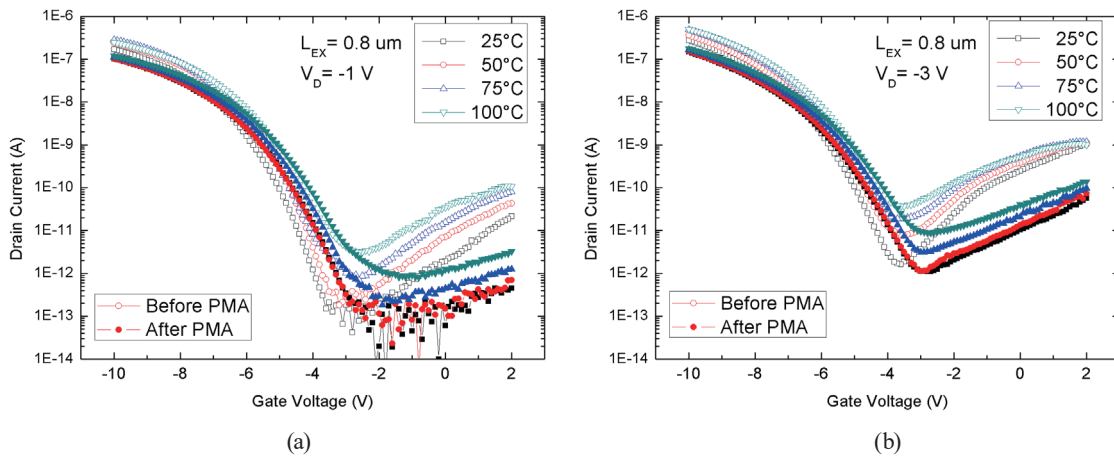 1E-6
1E-7
1E-8
1E-9
1E-10
1E-11
1E-12
1E-13
1E-14
Drain Current (A)
L_EX= 0.8 um
V_D= -1 V
25°C
50°C
75°C
100°C
Before PMA
After PMA
-10 -8 -6 -4 -2 0 2
Gate Voltage (V)
(a)
1E-6
1E-7
1E-8
1E-9
1E-10
1E-11
1E-12
1E-13
1E-14
Drain Current (A)
L_EX= 0.8 um
V_D= -3 V
25°C
50°C
75°C
100°C
Before PMA
After PMA
-10 -8 -6 -4 -2 0 2
Gate Voltage (V)
(b)